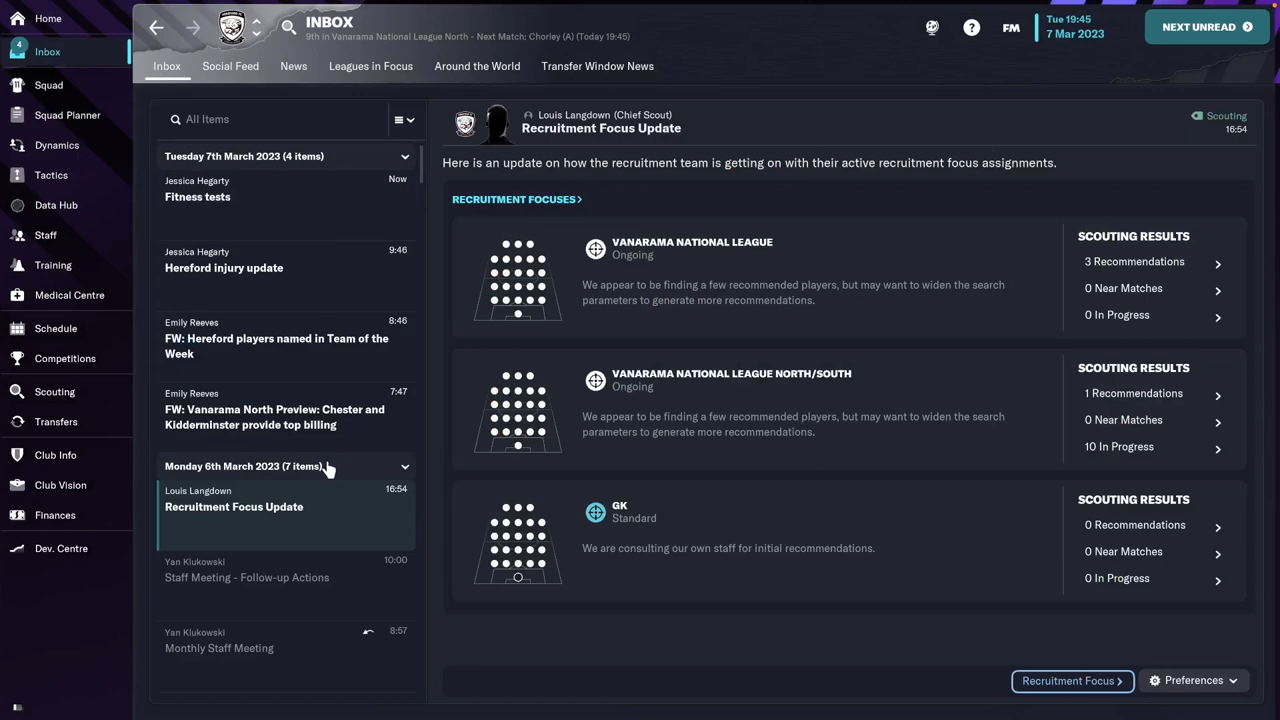 Home
4
Inbox
Squad
Squad Planner
Dynamics
Tactics
Data Hub
Staff
Training
Medical Centre
Schedule
Competitions
Scouting
Transfers
Club Info
Club Vision
Finances
Dev. Centre
INBOX
9th in Vanarama National League North - Next Match: Chorley (A) (Today 19:45)
FM
Tue 19:45
7 Mar 2023
NEXT UNREAD
Inbox
Social Feed
News
Leagues in Focus
Around the World
Transfer Window News
All Items
Tuesday 7th March 2023 (4 items)
Jessica Hegarty
Now
Fitness tests
Jessica Hegarty
9:46
Hereford injury update
Emily Reeves
8:46
FW: Hereford players named in Team of the
Week
Emily Reeves
7:47
FW: Vanarama North Preview: Chester and
Kidderminster provide top billing
Monday 6th March 2023 (7 items)
Louis Langdown
16:54
Recruitment Focus Update
Yan Klukowski
10:00
Staff Meeting - Follow-up Actions
Yan Klukowski
8:57
Monthly Staff Meeting
Louis Langdown (Chief Scout)
Recruitment Focus Update
Scouting
16:54
Here is an update on how the recruitment team is getting on with their active recruitment focus assignments.
RECRUITMENT FOCUSES
VANARAMA NATIONAL LEAGUE
Ongoing
We appear to be finding a few recommended players, but may want to widen the search
parameters to generate more recommendations.
SCOUTING RESULTS
3 Recommendations
0 Near Matches
0 In Progress
VANARAMA NATIONAL LEAGUE NORTH/SOUTH
Ongoing
We appear to be finding a few recommended players, but may want to widen the search
parameters to generate more recommendations.
SCOUTING RESULTS
1 Recommendations
0 Near Matches
10 In Progress
GK
Standard
We are consulting our own staff for initial recommendations.
SCOUTING RESULTS
0 Recommendations
0 Near Matches
0 In Progress
Recruitment Focus
Preferences